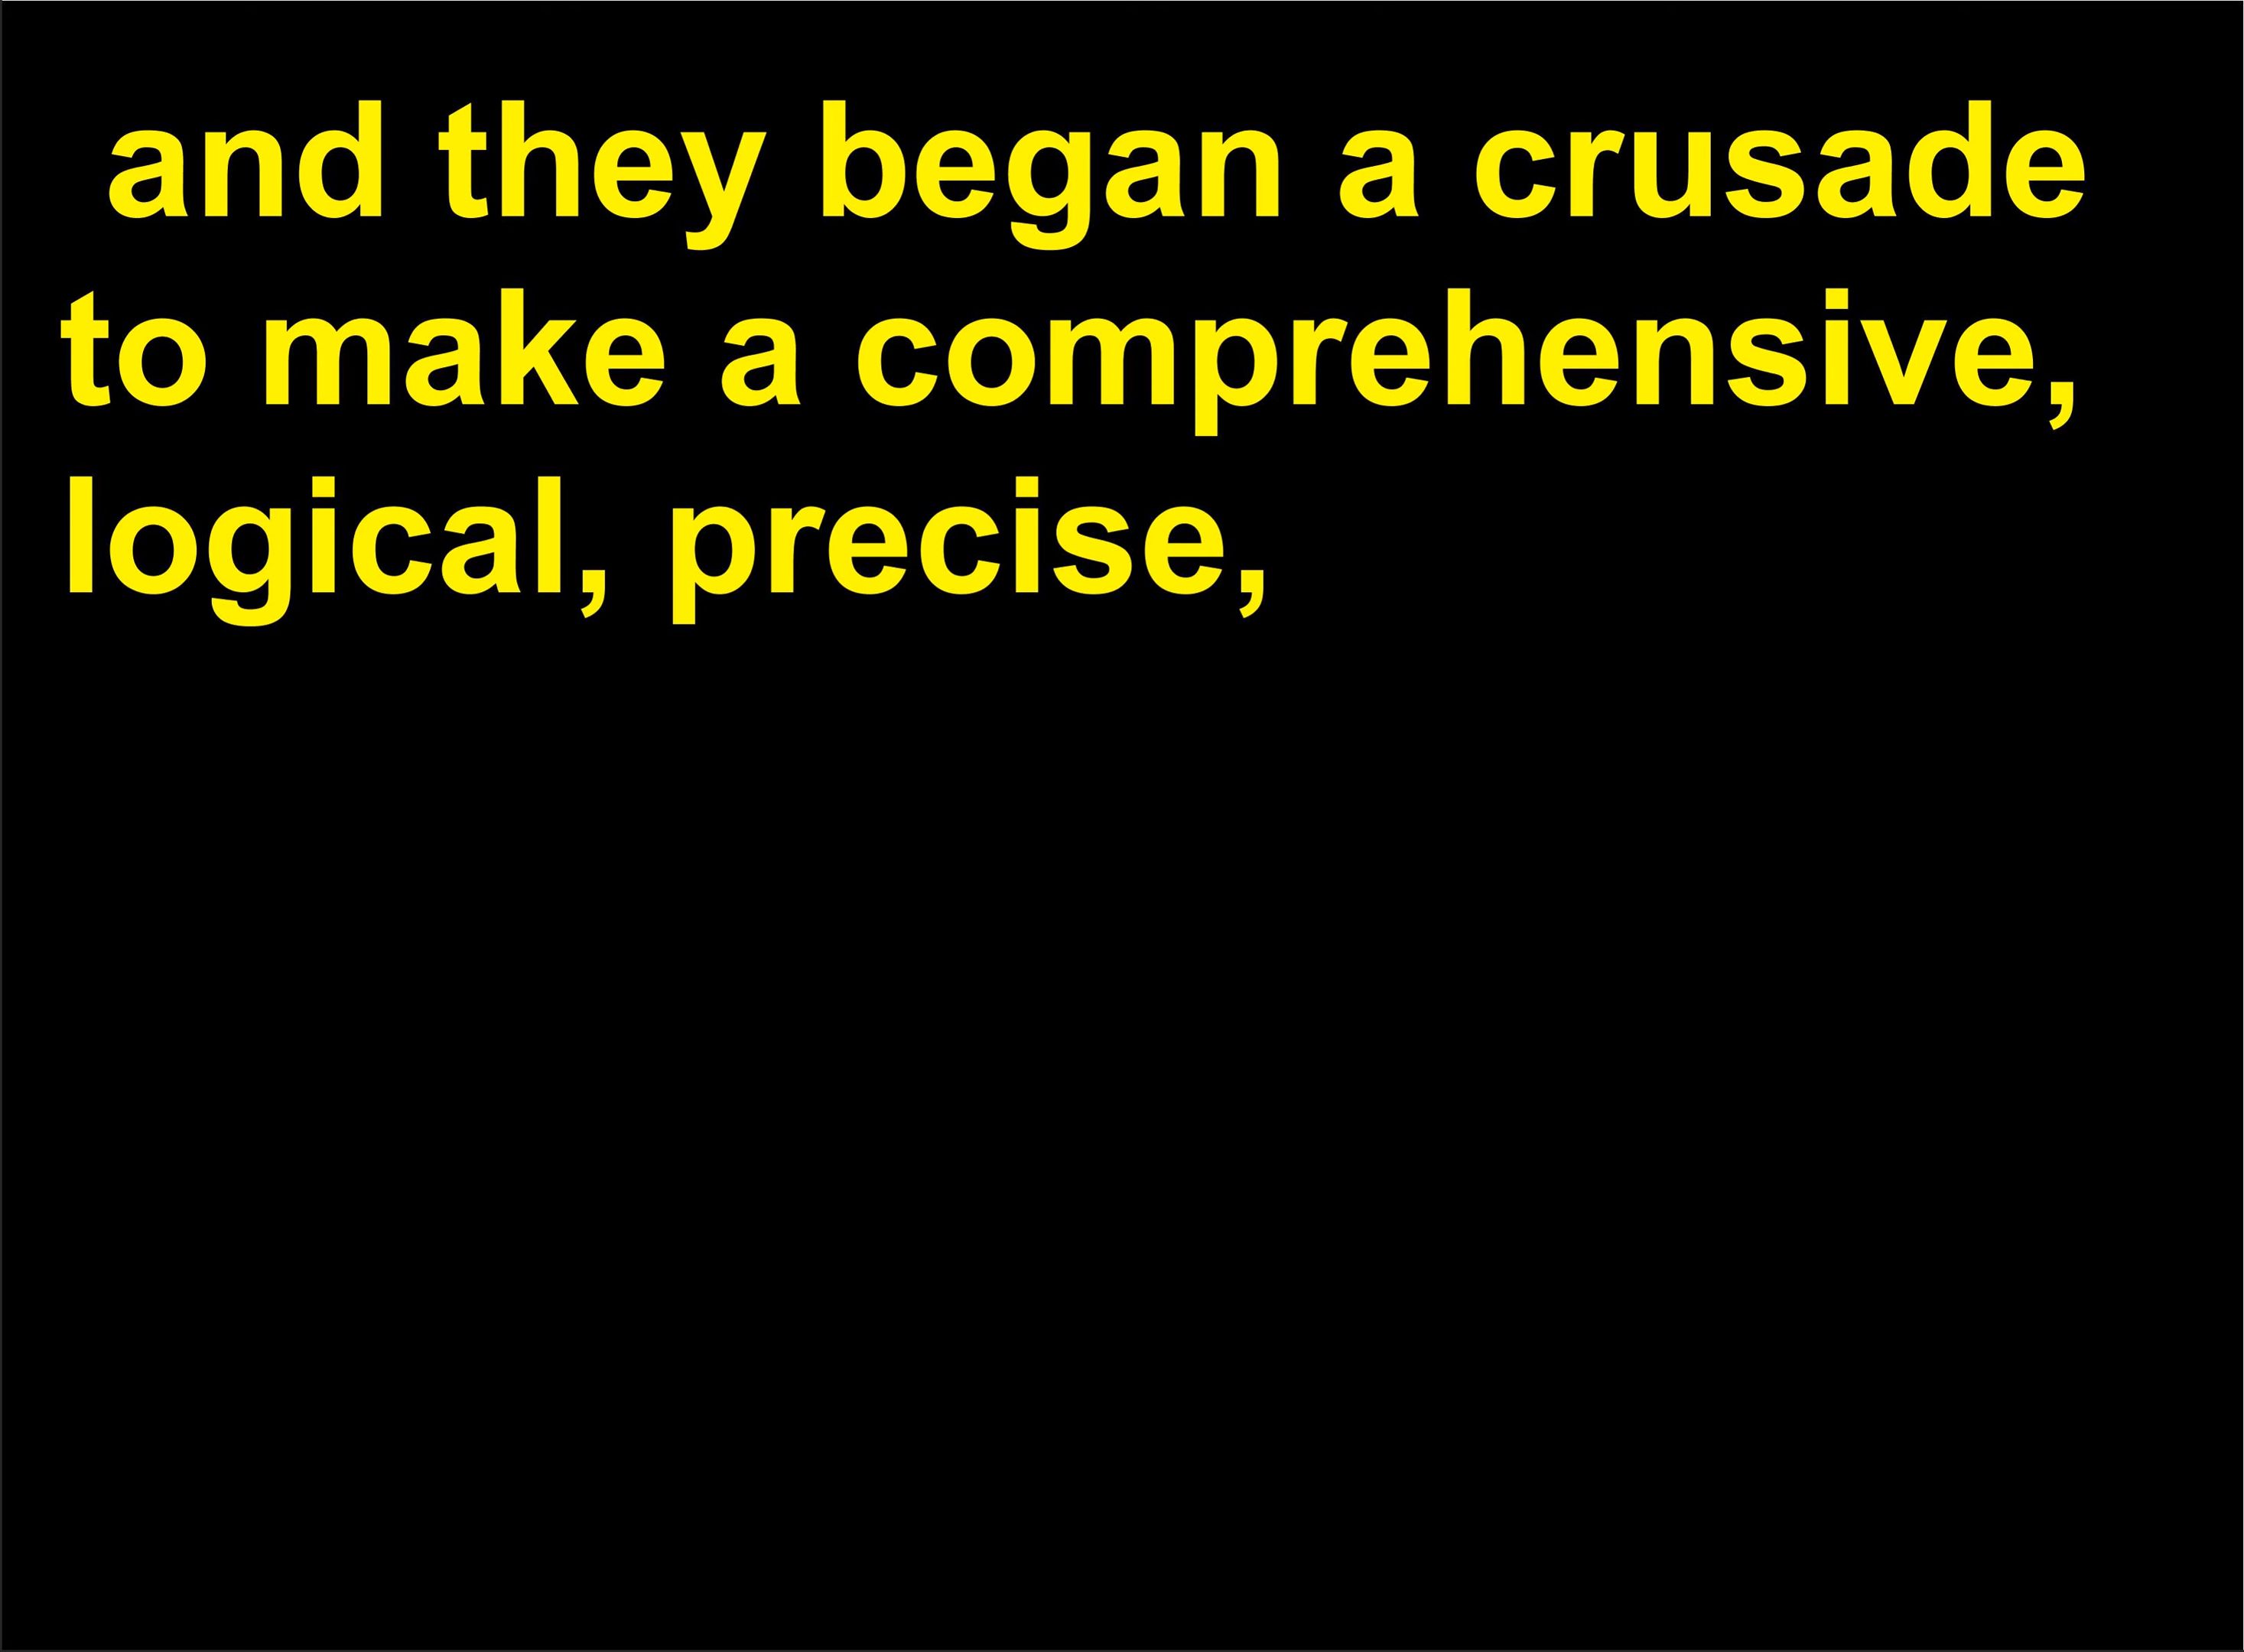 and they began a crusade
to make a comprehensive,
logical, precise,